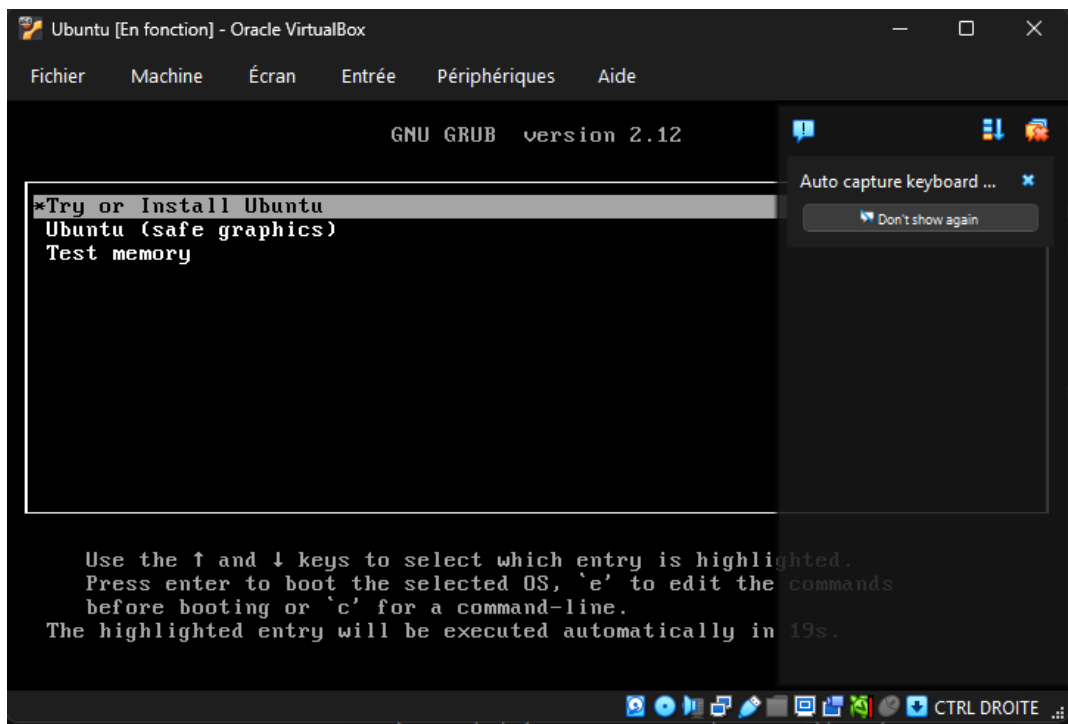 Ubuntu [En fonction] - Oracle VirtualBox
Fichier Machine Écran Entrée Périphériques Aide
GNU GRUB version 2.12
Auto capture keyboard ...
Don't show again
*Try or Install Ubuntu
Ubuntu (safe graphics)
Test memory
Use the ↑ and ↓ keys to select which entry is highlighted.
Press enter to boot the selected OS, `e' to edit the commands
before booting or `c' for a command-line.
The highlighted entry will be executed automatically in 19s.
CTRL DROITE